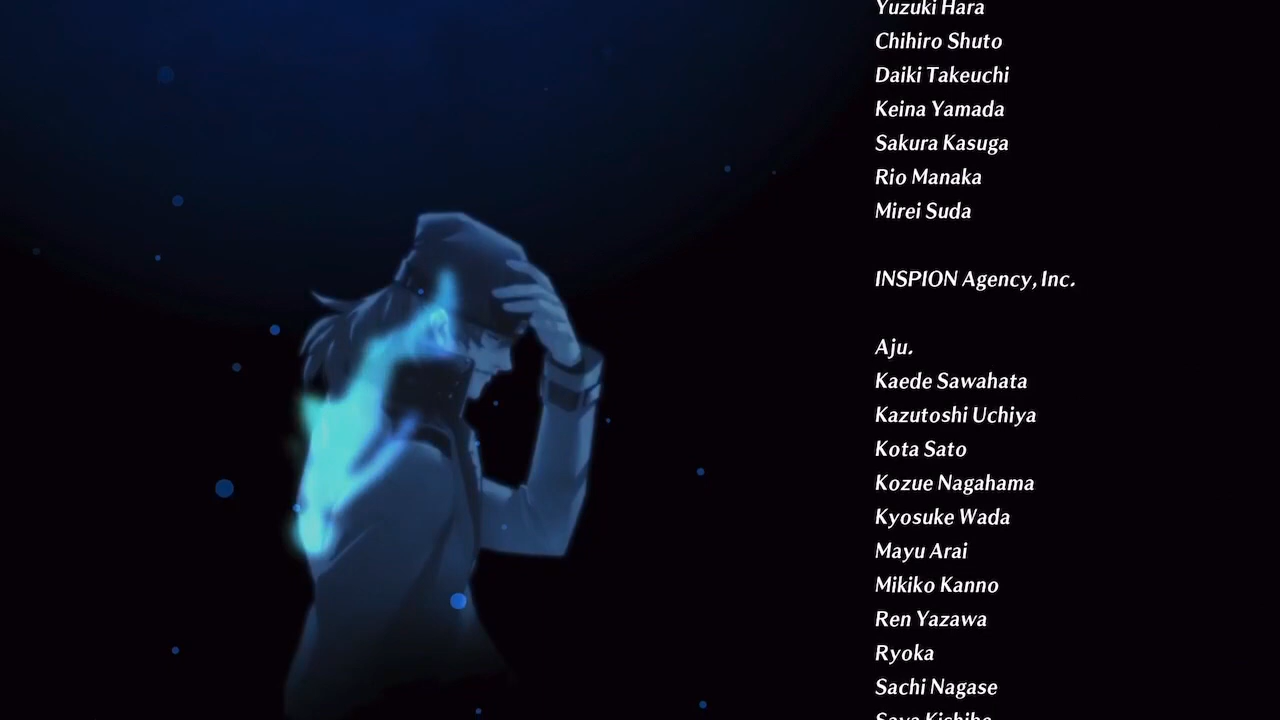 Yuzuki Hara
Chihiro Shuto
Daiki Takeuchi
Keina Yamada
Sakura Kasuga
Rio Manaka
Mirei Suda
INSPION Agency, Inc.
Aju.
Kaede Sawahata
Kazutoshi Uchiya
Kota Sato
Kozue Nagahama
Kyosuke Wada
Mayu Arai
Mikiko Kanno
Ren Yazawa
Ryoka
Sachi Nagase